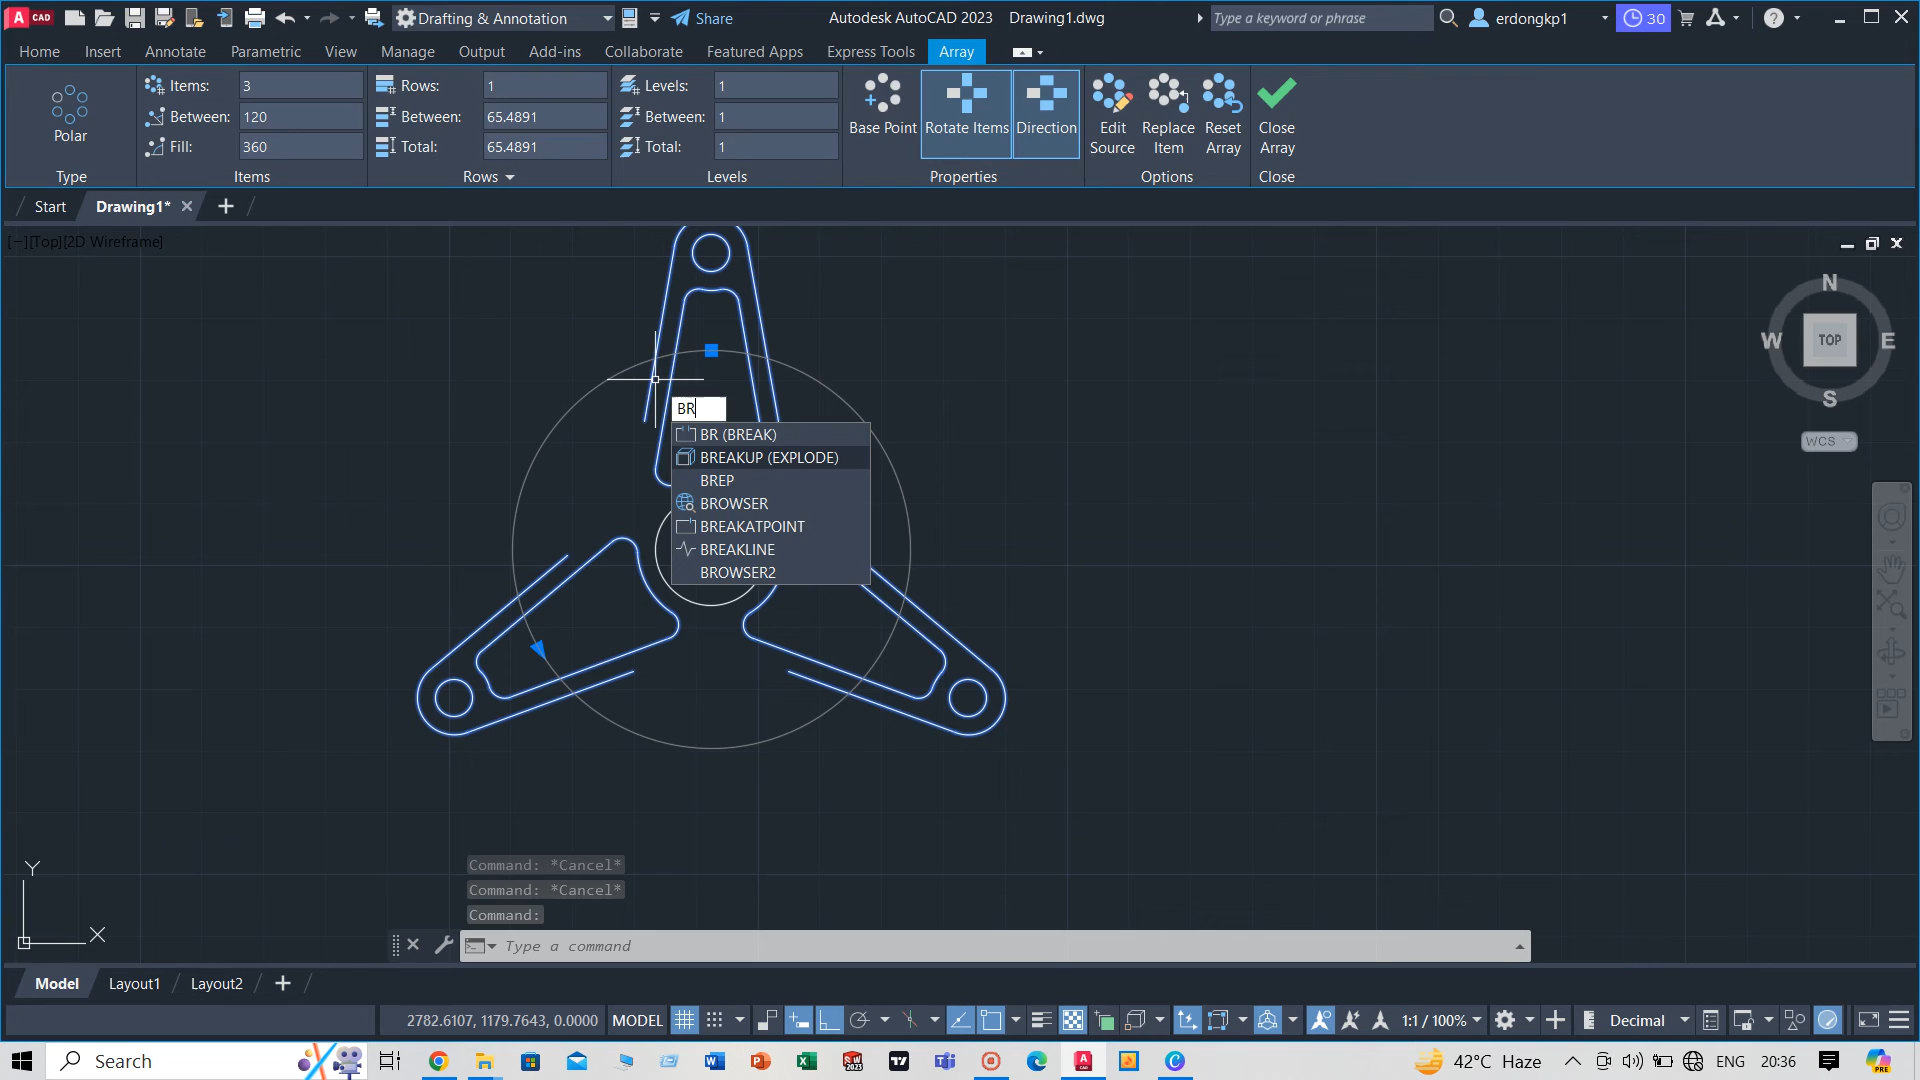 CAD
Drafting & Annotation
Share
Autodesk AutoCAD 2023
Drawing1.dwg
Type a keyword or phrase
erdongkp1
30
Home
Insert
Annotate
Parametric
View
Manage
Output
Add-ins
Collaborate
Featured Apps
Express Tools
Array
Polar
Type
Items: 3
Between: 120
Fill: 360
Items
Rows: 1
Between: 65.4891
Total: 65.4891
Rows
Levels: 1
Between: 1
Total: 1
Levels
Base Point
Rotate Items
Direction
Properties
Edit
Source
Replace
Item
Reset
Array
Options
Close
Array
Close
Start
Drawing1*
[−][Top][2D Wireframe]
N
W
TOP
E
S
WCS
BR
BR (BREAK)
BREAKUP (EXPLODE)
BREP
BROWSER
BREAKATPOINT
BREAKLINE
BROWSER2
Y
X
Command: *Cancel*
Command: *Cancel*
Command:
Type a command
Model
Layout1
Layout2
2782.6107, 1179.7643, 0.0000
MODEL
1:1 / 100%
Decimal
Search
42°C Haze
ENG
20:36